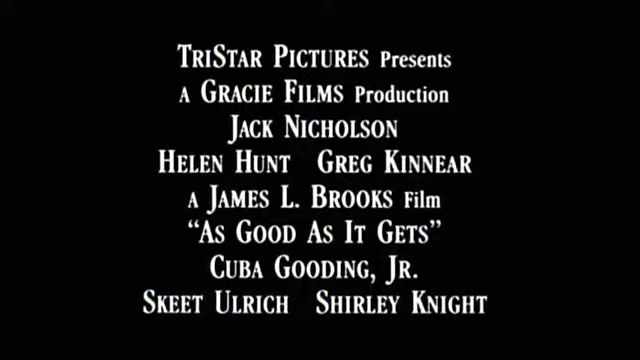 TRISTAR PICTURES Presents
A GRACIE FILMS Production
JACK NICHOLSON
HELEN HUNT GREG KINNEAR
A JAMES L. BROOKS Film
“AS GOOD AS IT GETS”
CUBA GOODING, JR.
SKEET ULRICH SHIRLEY KNIGHT